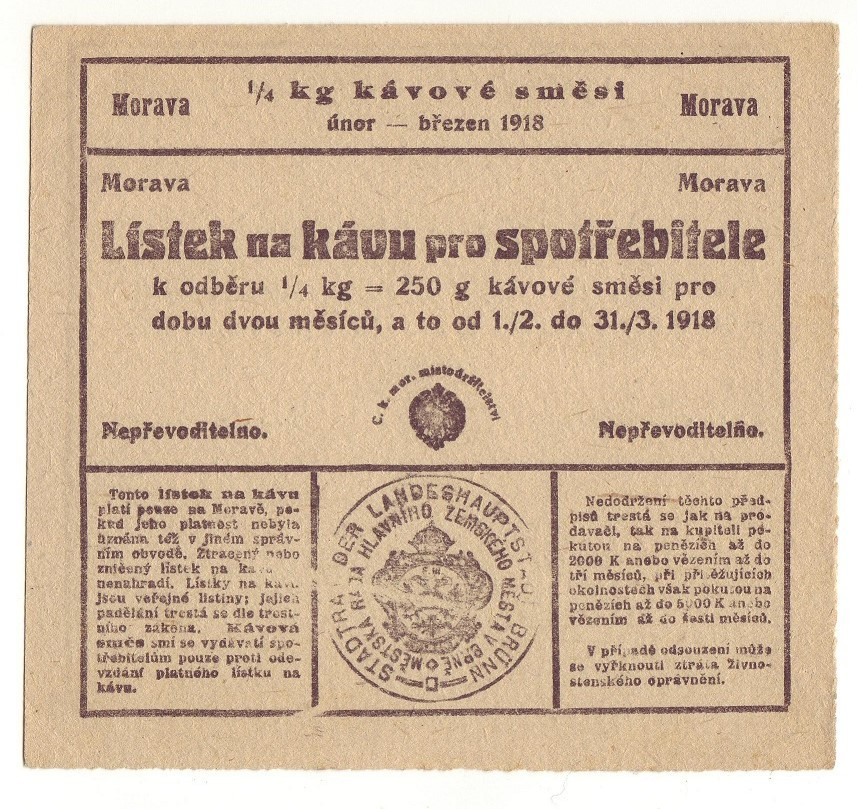 Morava ¼ kg kávové směsi Morava
únor — březen 1918
Morava Morava
Lístek na kávu pro spotřebitele
k odběru ¼ kg = 250 g kávové směsi pro
dobu dvou měsíců, a to od 1./2. do 31./3. 1918
C. k. mor. místodržitelství
Nepřevoditelno. Nepřevoditelno.
Tento lístek na kávu
platí pouze na Moravě, po-
kud jeho platnost nebyla
uznána též v jiném správ-
ním obvodě. Ztracený nebo
zničený lístek na kávu
nenahradí. Lístky na kávu
jsou veřejné listiny; jejich
padělání trestá se dle trest-
ního zákona. Kávová
směs smí se vydávati spo-
třebitelům pouze proti ode-
vzdání platného lístku na
kávu.
STADTRAT DER LANDESHAUPTSTADT BRÜNN
MĚSTSKÁ RADA HLAVNÍHO ZEMSKÉHO MĚSTA V BRNĚ
Nedodržení těchto před-
pisů trestá se jak na pro-
davači, tak na kupiteli po-
kutou na penězích až do
2000 K anebo vězením až do
tří měsíců, při přitěžujících
okolnostech však pokutou na
penězích až do 5000 K anebo
vězením až do šesti měsíců.
V případě odsouzení může
se vyřknouti ztráta živno-
stenského oprávnění.